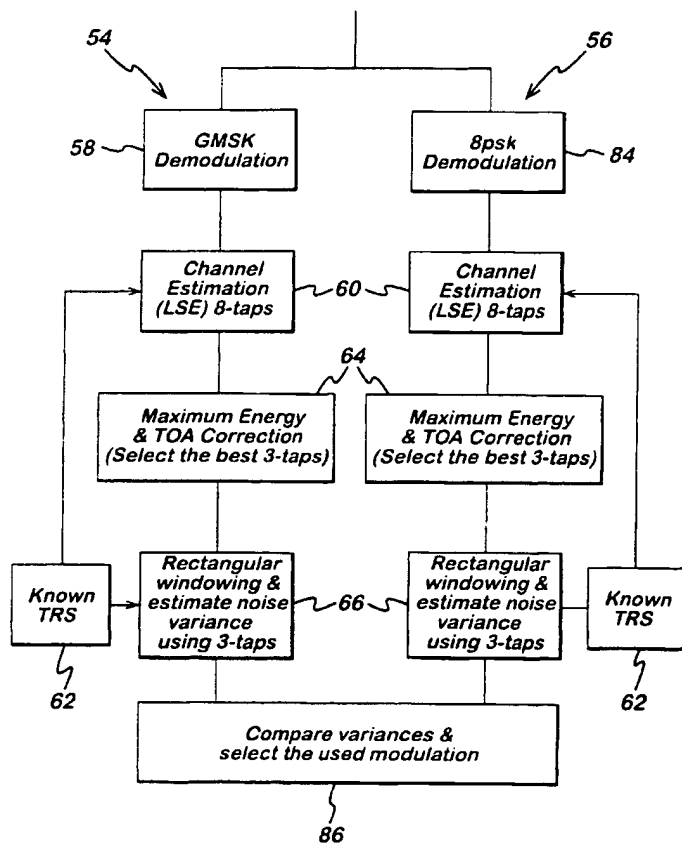 54
56
58
GMSK
Demodulation
8psk
Demodulation
84
Channel
Estimation
(LSE) 8-taps
60
Channel
Estimation
(LSE) 8-taps
64
Maximum Energy
& TOA Correction
(Select the best 3-taps)
Maximum Energy
& TOA Correction
(Select the best 3-taps)
Known
TRS
Rectangular
windowing &
estimate noise
variance
using 3-taps
66
Rectangular
windowing &
estimate noise
variance
using 3-taps
Known
TRS
62
62
Compare variances &
select the used modulation
86